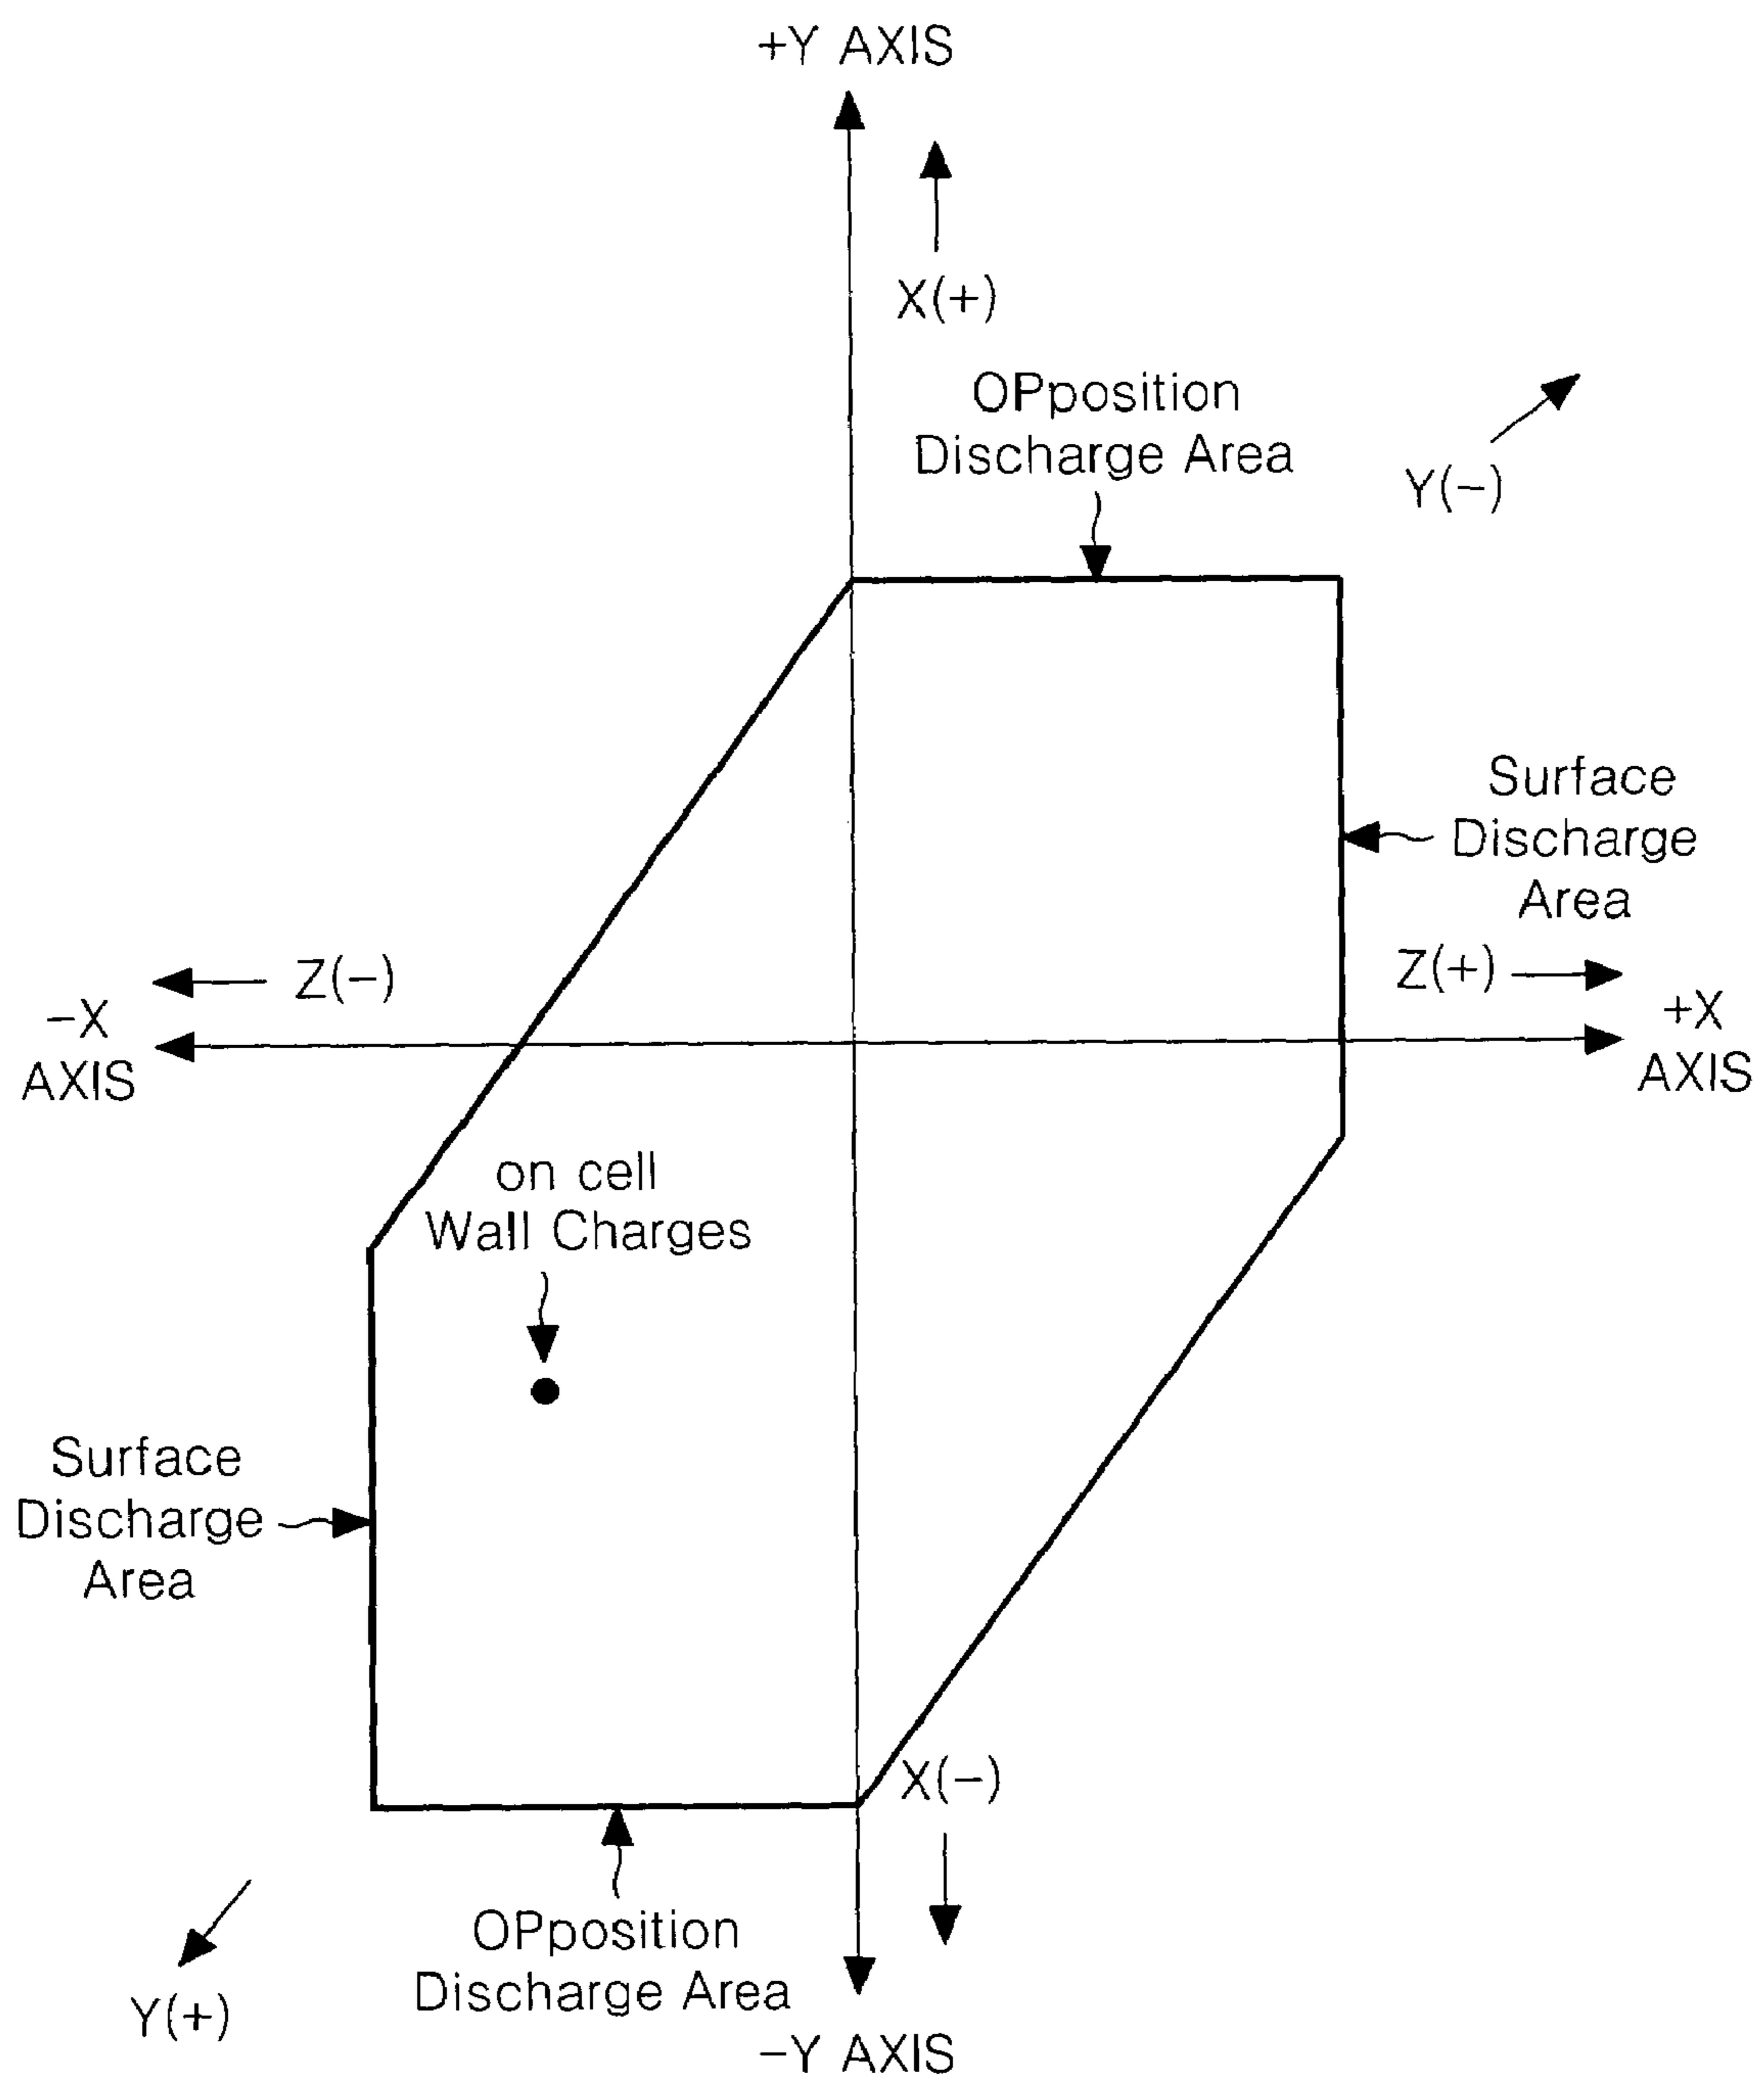 +Y AXIS
X(+)
OPposition
Discharge Area
Y(−)
Surface
Discharge
Area
Z(−)
Z(+)
−X
AXIS
+X
AXIS
on cell
Wall Charges
Surface
Discharge
Area
X(−)
OPposition
Discharge Area
Y(+)
−Y AXIS